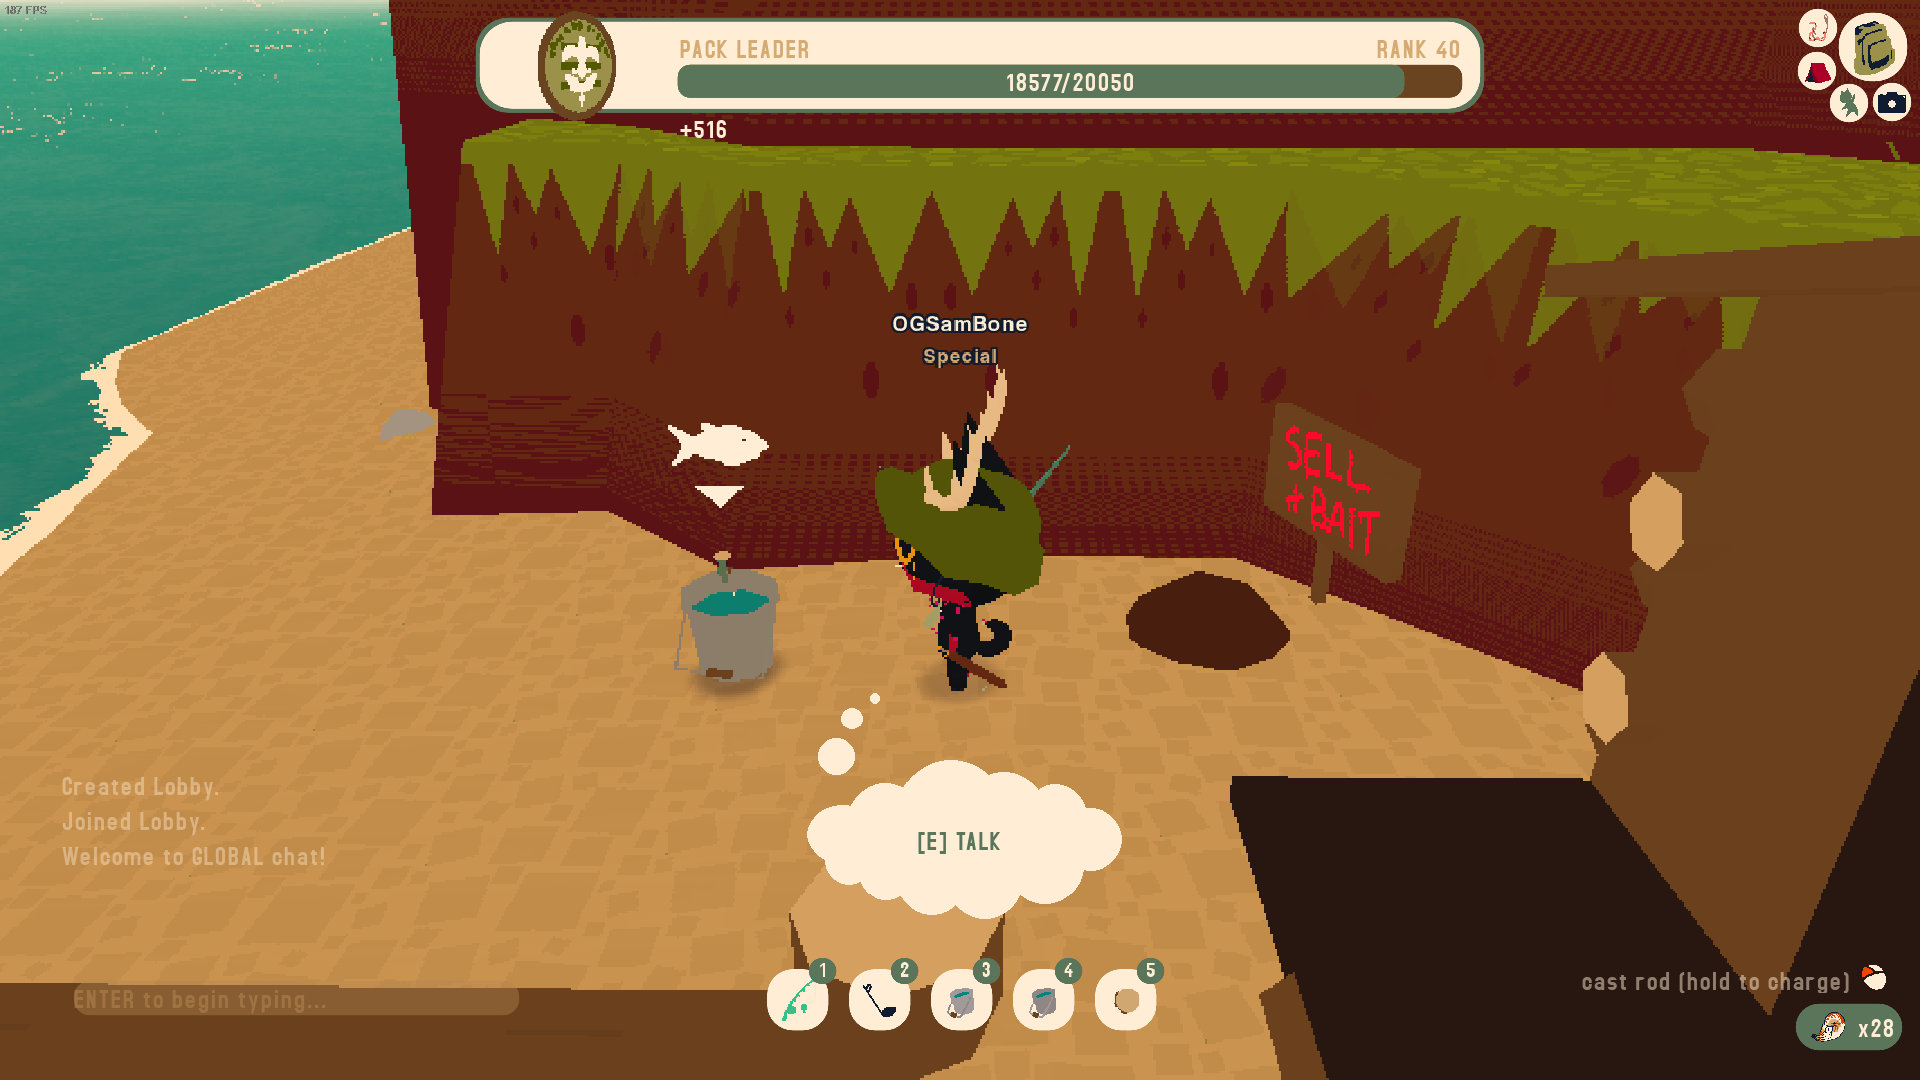 187 FPS
PACK LEADER
RANK 40
18577/20050
+516
OGSamBone
Special
SELL
+ BAIT
Created Lobby.
Joined Lobby.
Welcome to GLOBAL chat!
[E] TALK
ENTER to begin typing...
1
2
3
4
5
cast rod (hold to charge)
x28